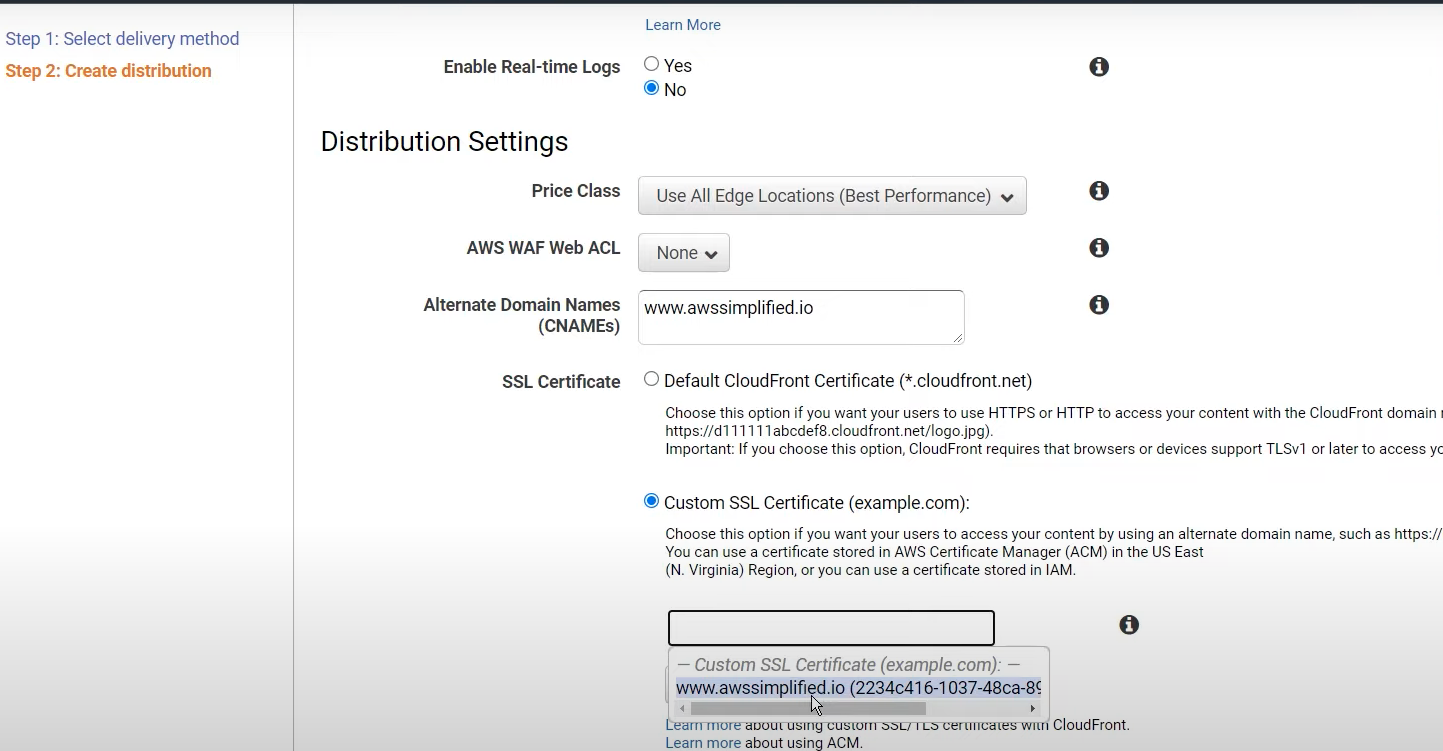 Learn More
Step 1: Select delivery method
Step 2: Create distribution
Enable Real-time Logs
Yes
No
Distribution Settings
Price Class
Use All Edge Locations (Best Performance)
AWS WAF Web ACL
None
Alternate Domain Names
(CNAMEs)
www.awssimplified.io
SSL Certificate
Default CloudFront Certificate (*.cloudfront.net)
Choose this option if you want your users to use HTTPS or HTTP to access your content with the CloudFront domain
https://d111111abcdef8.cloudfront.net/logo.jpg).
Important: If you choose this option, CloudFront requires that browsers or devices support TLSv1 or later to access
Custom SSL Certificate (example.com):
Choose this option if you want your users to access your content by using an alternate domain name, such as https://
You can use a certificate stored in AWS Certificate Manager (ACM) in the US East
(N. Virginia) Region, or you can use a certificate stored in IAM.
— Custom SSL Certificate (example.com): —
www.awssimplified.io (2234c416-1037-48ca-89
Learn more about using custom SSL/TLS certificates with CloudFront.
Learn more about using ACM.